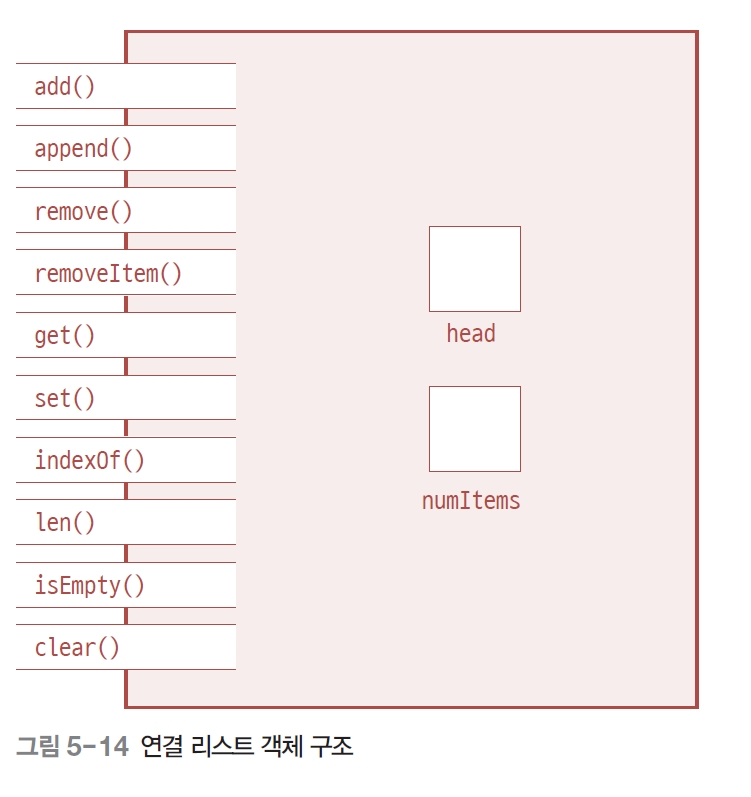 add()
append()
remove()
removeItem()
get()
set()
indexOf()
len()
isEmpty()
clear()
head
numItems
그림 5-14 연결 리스트 객체 구조